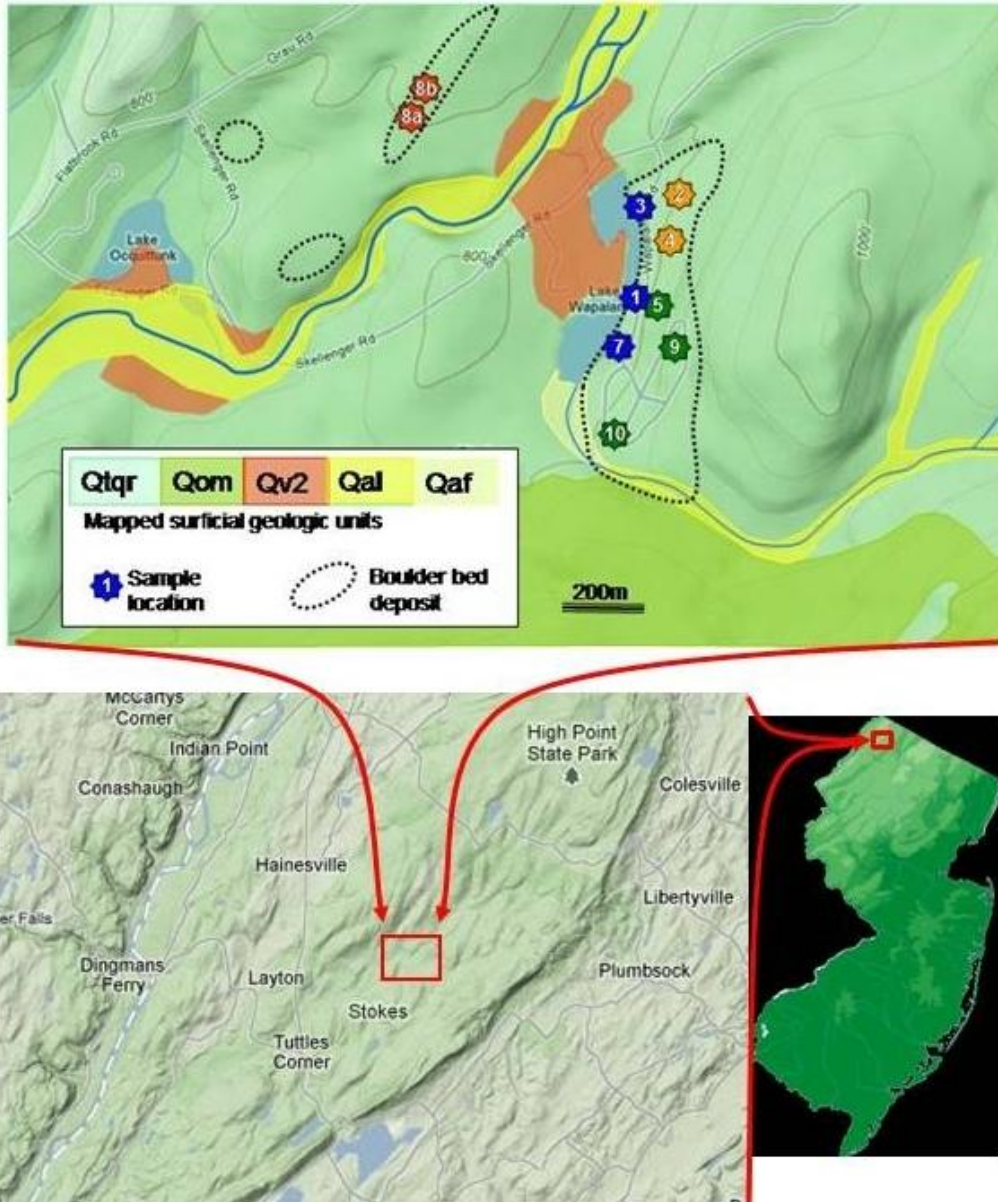 Grau Rd
800
8b
8a
Flatbrook Rd
Skellenger Rd
2
3
4
Lake
Ocquittunk
800
Skellenger Rd
1000
Lake
1
5
7
9
Skellenger Rd
10
Qtqr Qom Qv2 Qal Qaf
Mapped surficial geologic units
1 Sample
location
Boulder bed
deposit
200m
McCartys
Corner
Indian Point
High Point
State Park
Conashaugh
Colesville
Hainesville
Libertyville
er Falls
Dingmans
Ferry
Layton
Plumbsock
Stokes
Tuttles
Corner